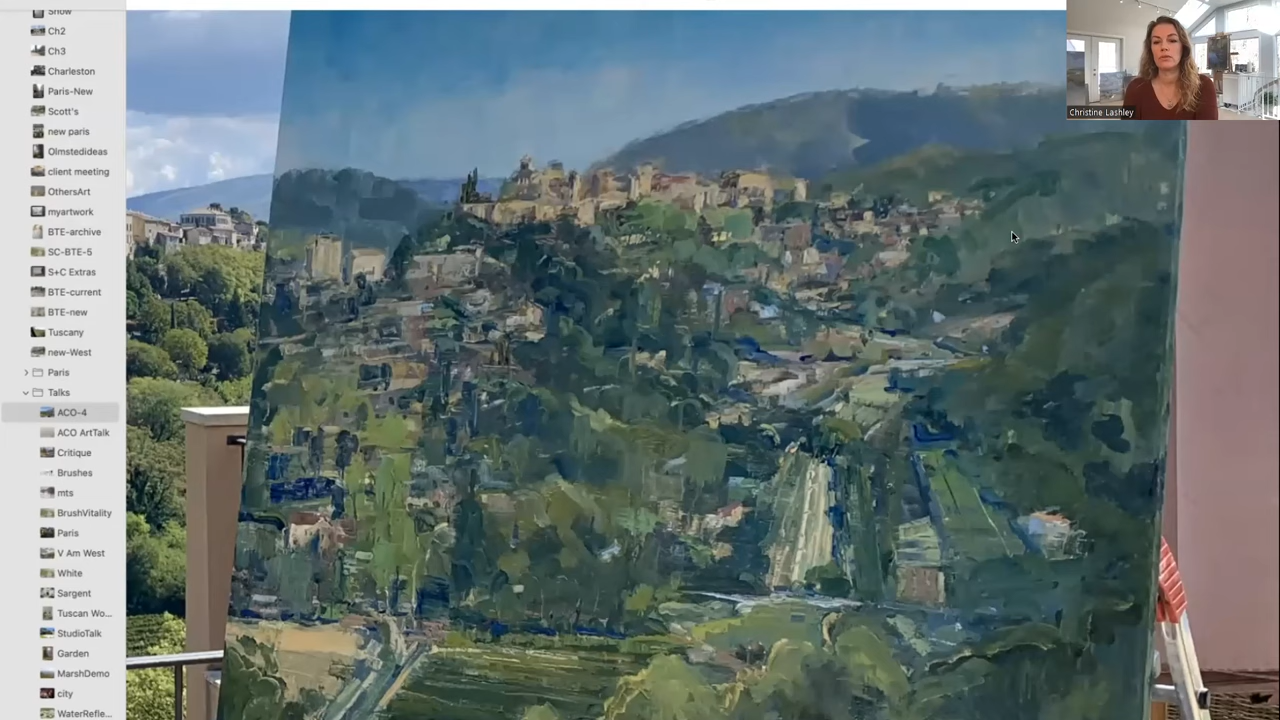 Show
Ch2
Ch3
Charleston
Paris-New
Scott's
new paris
Olmstedideas
client meeting
OthersArt
myartwork
BTE-archive
SC-BTE-5
S+C Extras
BTE-current
BTE-new
Tuscany
new-West
Paris
Talks
ACO-4
ACO ArtTalk
Critique
Brushes
mts
BrushVitality
Paris
V Am West
White
Sargent
Tuscan Wo...
StudioTalk
Garden
MarshDemo
city
WaterRefle...
Christine Lashley